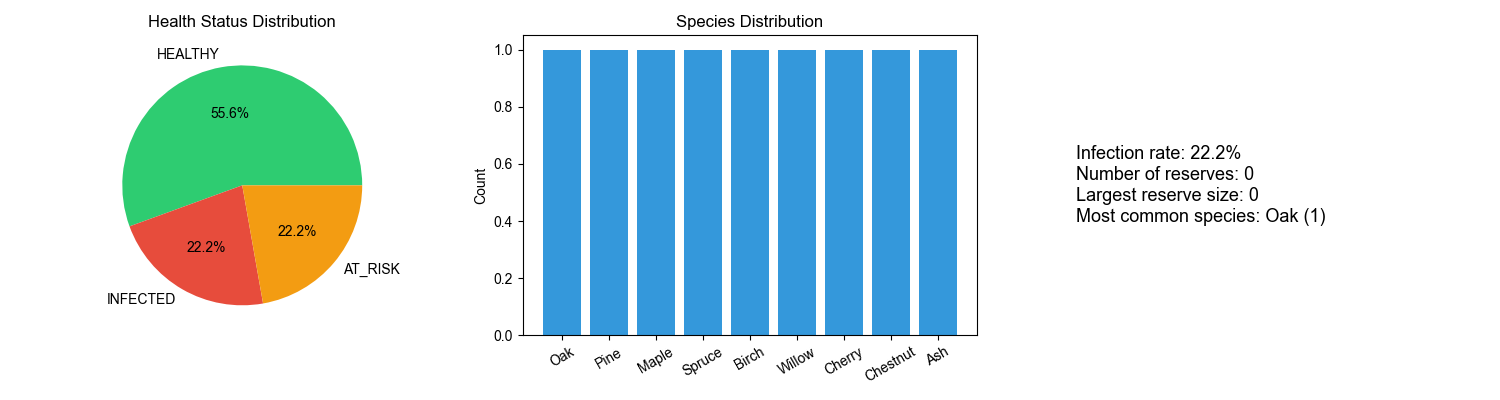 Health Status Distribution
HEALTHY
55.6%
22.2%
22.2%
INFECTED
AT_RISK
Species Distribution
Count
1.0
0.8
0.6
0.4
0.2
0.0
Oak
Pine
Maple
Spruce
Birch
Willow
Cherry
Chestnut
Ash
Infection rate: 22.2%
Number of reserves: 0
Largest reserve size: 0
Most common species: Oak (1)